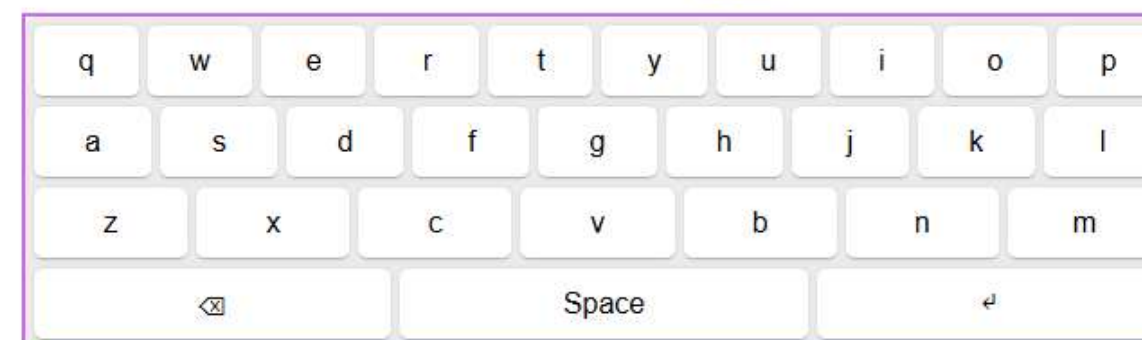 q w e r t y u i o p
a s d f g h j k l
z x c v b n m
⌫ Space ↲